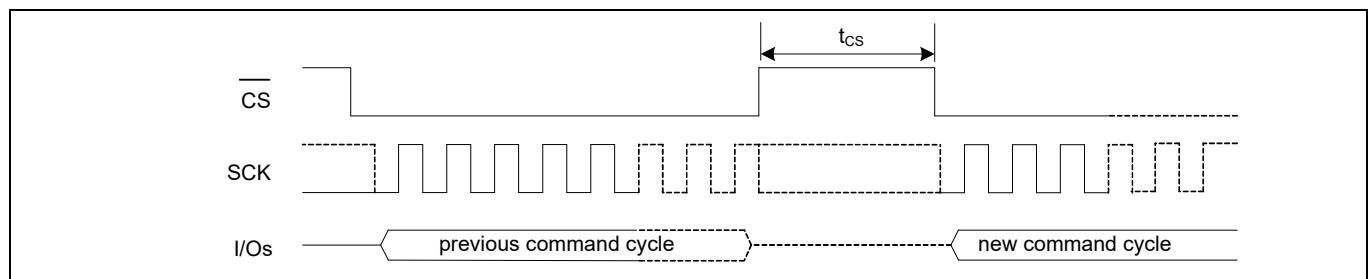 tCS
CS
SCK
I/Os
previous command cycle
new command cycle